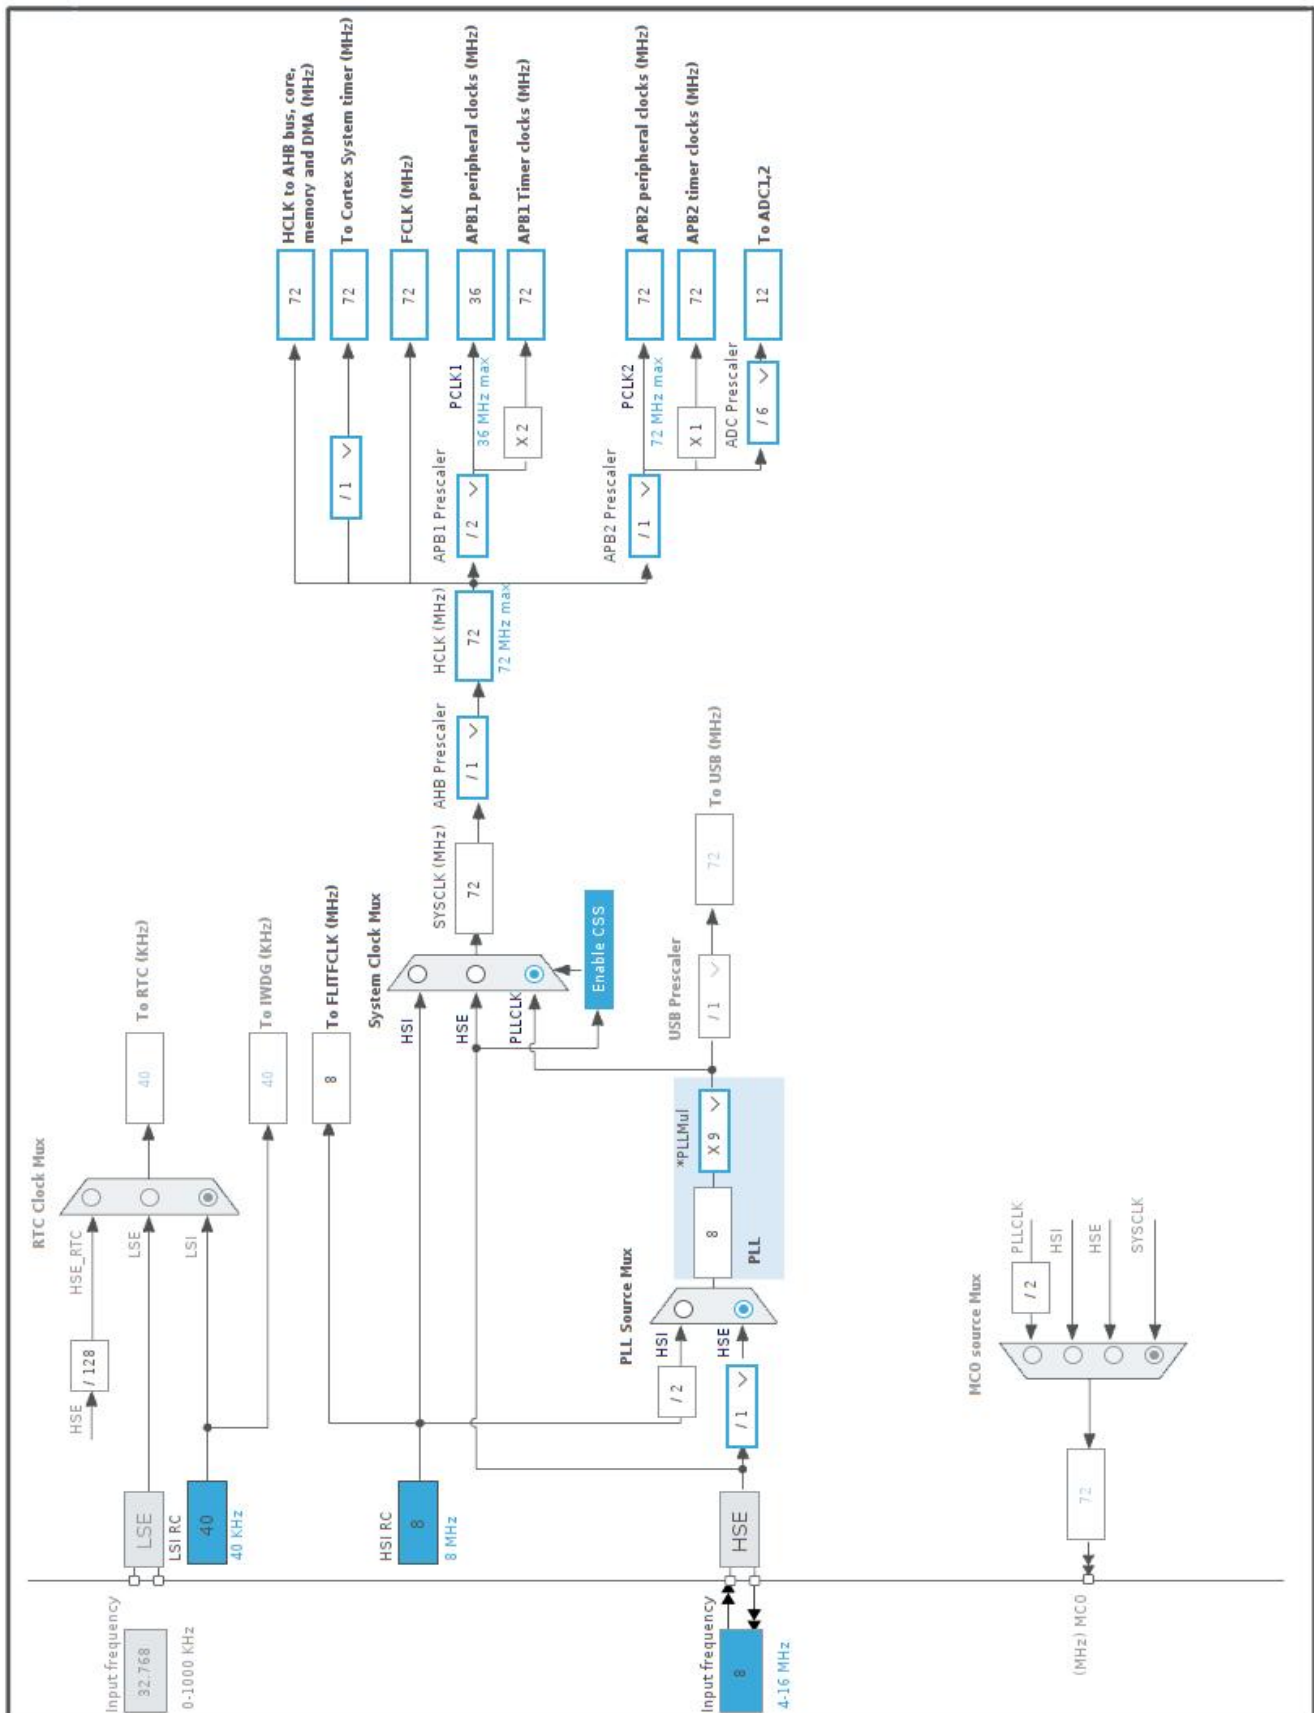 Input frequency
32.768
0-1000 KHz
LSE
LSI RC
40
40 KHz
HSE
/ 128
HSE_RTC
LSE
LSI
RTC Clock Mux
40
To RTC (KHz)
40
To IWDG (KHz)
8
To FLITFCLK (MHz)
HSI RC
8
8 MHz
HSI
HSE
PLLCLK
System Clock Mux
Enable CSS
SYSCLK (MHz)
72
AHB Prescaler
/ 1
HCLK (MHz)
72
72 MHz max
/ 1
72
HCLK to AHB bus, core,
memory and DMA (MHz)
72
To Cortex System timer (MHz)
72
FCLK (MHz)
APB1 Prescaler
/ 2
PCLK1
36 MHz max
36
APB1 peripheral clocks (MHz)
X 2
72
APB1 Timer clocks (MHz)
APB2 Prescaler
/ 1
PCLK2
72 MHz max
72
APB2 peripheral clocks (MHz)
X 1
72
APB2 timer clocks (MHz)
ADC Prescaler
/ 6
12
To ADC1,2
Input frequency
8
4-16 MHz
HSE
/ 2
HSI
/ 1
HSE
PLL Source Mux
8
*PLLMul
X 9
PLL
USB Prescaler
/ 1
72
To USB (MHz)
MCO source Mux
/ 2
PLLCLK
HSI
HSE
SYSCLK
72
(MHz) MCO